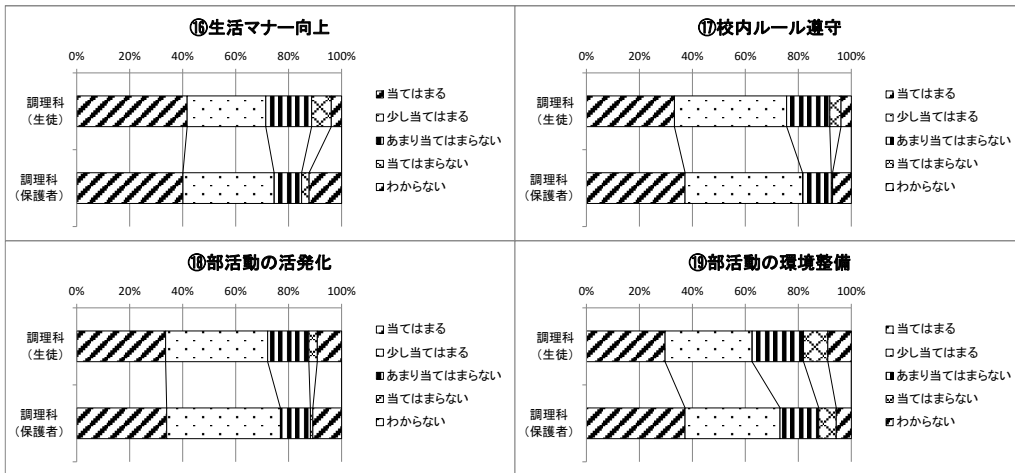 ⑯生活マナー向上
0% 20% 40% 60% 80% 100%
調理科
(生徒)
調理科
(保護者)
当てはまる
少し当てはまる
あまり当てはまらない
当てはまらない
わからない
⑰校内ルール遵守
0% 20% 40% 60% 80% 100%
調理科
(生徒)
調理科
(保護者)
当てはまる
少し当てはまる
あまり当てはまらない
当てはまらない
わからない
⑱部活動の活発化
0% 20% 40% 60% 80% 100%
調理科
(生徒)
調理科
(保護者)
当てはまる
少し当てはまる
あまり当てはまらない
当てはまらない
わからない
⑲部活動の環境整備
0% 20% 40% 60% 80% 100%
調理科
(生徒)
調理科
(保護者)
当てはまる
少し当てはまる
あまり当てはまらない
当てはまらない
わからない